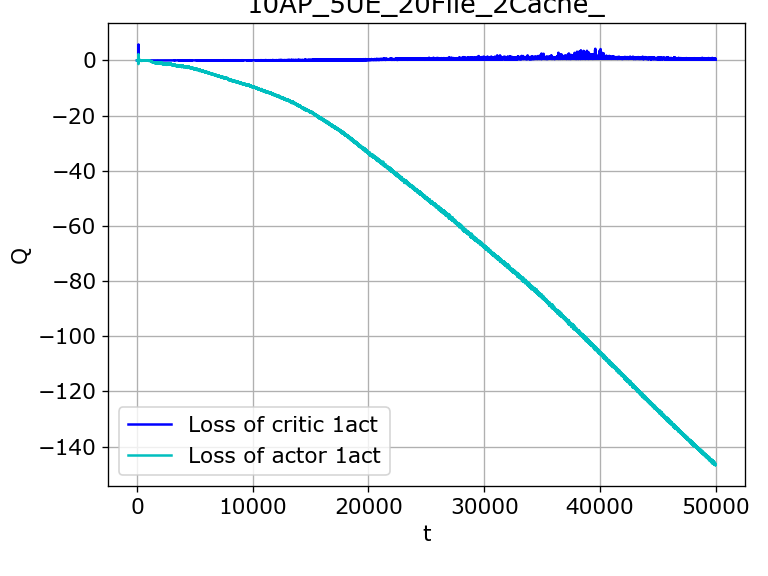 10AP_5UE_20File_2Cache_
0
−20
−40
−60
−80
−100
−120
−140
Q
Loss of critic 1act
Loss of actor 1act
0 10000 20000 30000 40000 50000
t